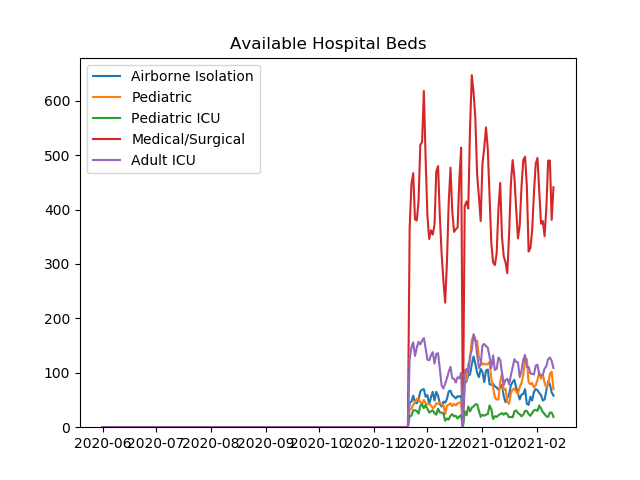 Available Hospital Beds
Airborne Isolation
Pediatric
Pediatric ICU
Medical/Surgical
Adult ICU
600
500
400
300
200
100
0
2020-06 2020-07 2020-08 2020-09 2020-10 2020-11 2020-12 2021-01 2021-02